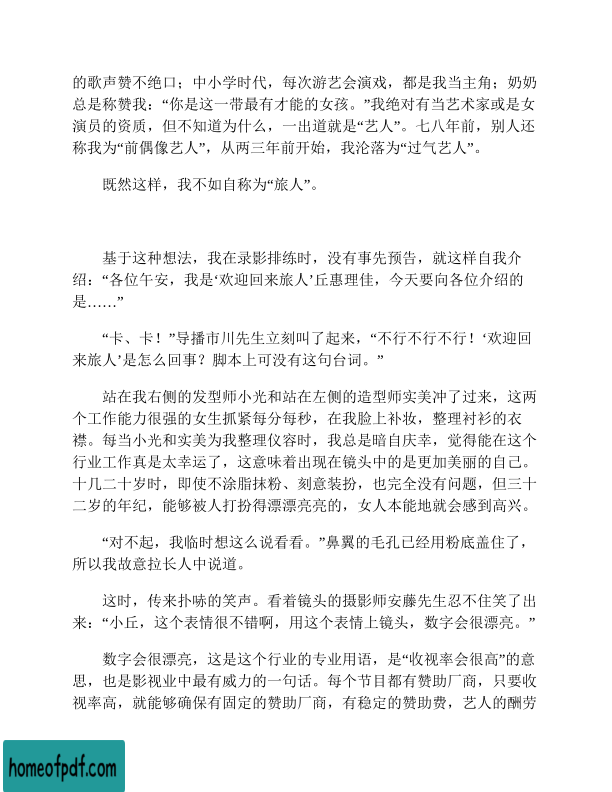 的歌声赞不绝口；中小学时代，每次游艺会演戏，都是我当主角；奶奶
总是称赞我：“你是这一带最有才能的女孩。”我绝对有当艺术家或是女
演员的资质，但不知道为什么，一出道就是“艺人”。七八年前，别人还
称我为“前偶像艺人”，从两三年前开始，我沦落为“过气艺人”。
既然这样，我不如自称为“旅人”。
基于这种想法，我在录影排练时，没有事先预告，就这样自我介
绍：“各位午安，我是‘欢迎回来旅人’丘惠理佳，今天要向各位介绍的
是……”
“卡、卡！”导播市川先生立刻叫了起来，“不行不行不行！‘欢迎回
来旅人’是怎么回事？脚本上可没有这句台词。”
站在我右侧的发型师小光和站在左侧的造型师实美冲了过来，这两
个工作能力很强的女生抓紧每分每秒，在我脸上补妆，整理衬衫的衣
襟。每当小光和实美为我整理仪容时，我总是暗自庆幸，觉得能在这个
行业工作真是太幸运了，这意味着出现在镜头中的是更加美丽的自己。
十几二十岁时，即使不涂脂抹粉、刻意装扮，也完全没有问题，但三十
二岁的年纪，能够被人打扮得漂漂亮亮的，女人本能地就会感到高兴。
“对不起，我临时想这么说看看。”鼻翼的毛孔已经用粉底盖住了，
所以我故意拉长人中说道。
这时，传来扑哧的笑声。看着镜头的摄影师安藤先生忍不住笑了出
来：“小丘，这个表情很不错啊，用这个表情上镜头，数字会很漂亮。”
数字会很漂亮，这是这个行业的专业用语，是“收视率会很高”的意
思，也是影视业中最有威力的一句话。每个节目都有赞助厂商，只要收
视率高，就能够确保有固定的赞助厂商，有稳定的赞助费，艺人的酬劳
homeofpdf.com